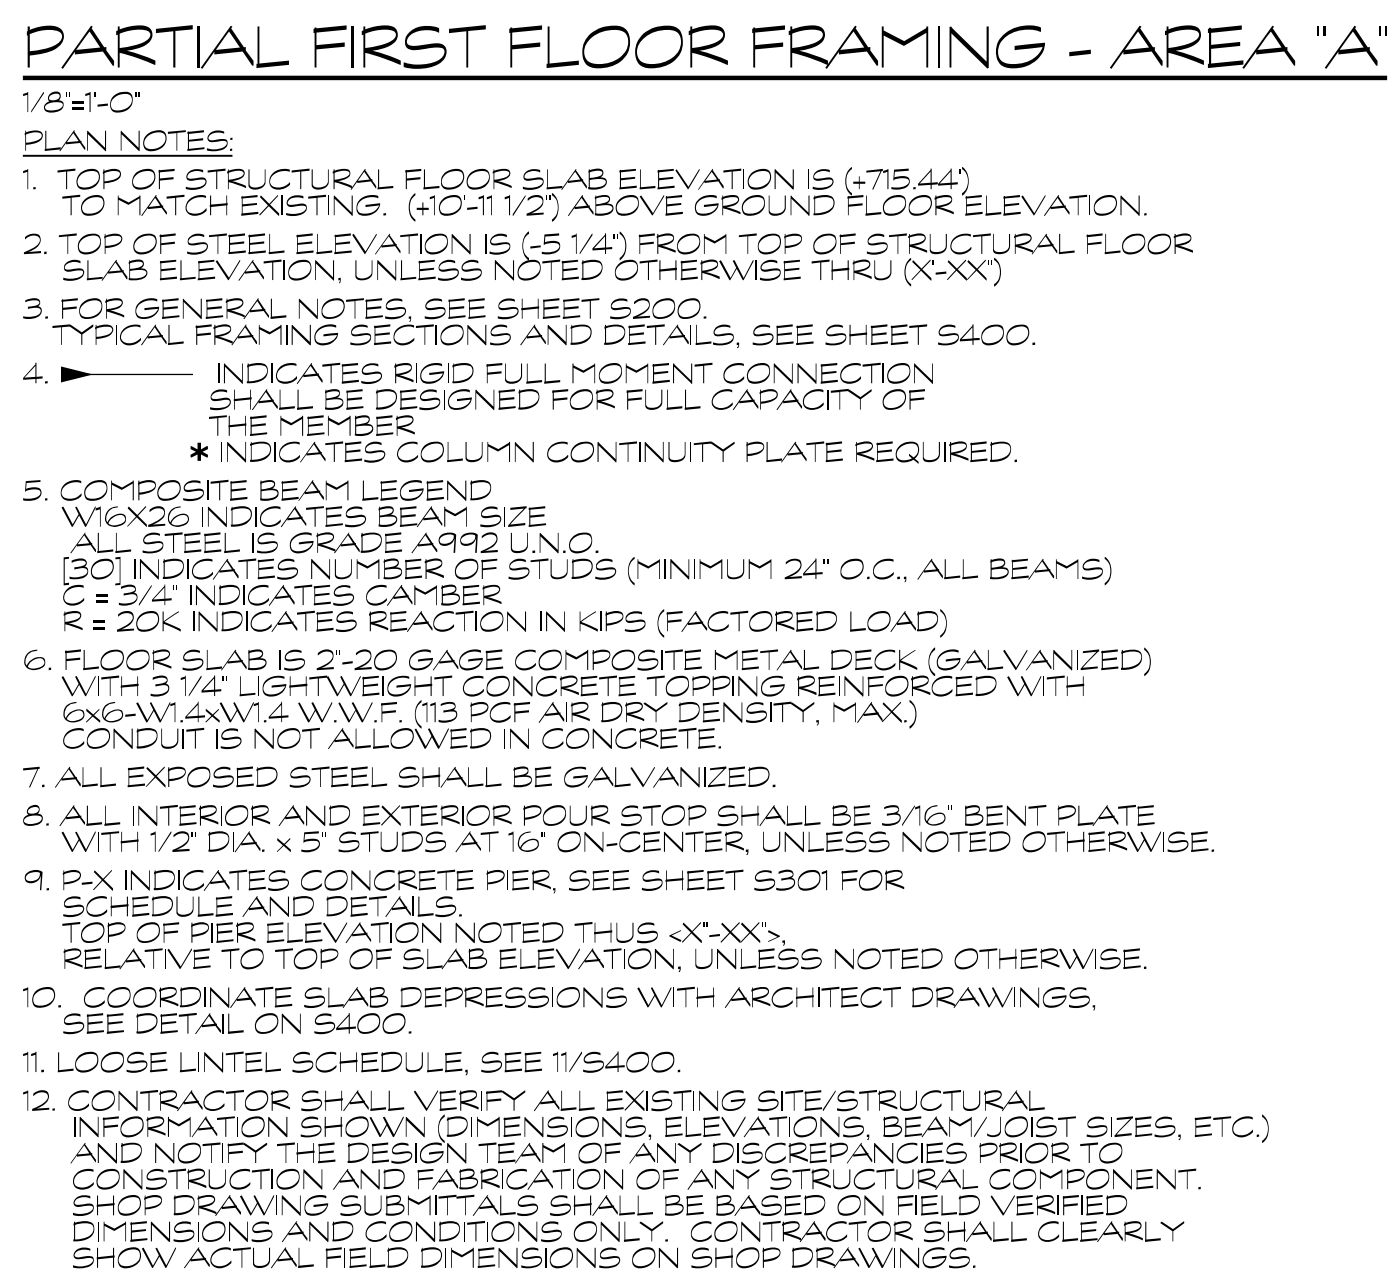 PARTIAL FIRST FLOOR FRAMING - AREA "A"
1/8"=1'-0"
PLAN NOTES:
1. TOP OF STRUCTURAL FLOOR SLAB ELEVATION IS (+715.44')
TO MATCH EXISTING. (+10'-11 1/2") ABOVE GROUND FLOOR ELEVATION.
2. TOP OF STEEL ELEVATION IS (-5 1/4") FROM TOP OF STRUCTURAL FLOOR
SLAB ELEVATION, UNLESS NOTED OTHERWISE THRU (X'-XX")
3. FOR GENERAL NOTES, SEE SHEET S200.
TYPICAL FRAMING SECTIONS AND DETAILS, SEE SHEET S400.
4. INDICATES RIGID FULL MOMENT CONNECTION
SHALL BE DESIGNED FOR FULL CAPACITY OF
THE MEMBER
* INDICATES COLUMN CONTINUITY PLATE REQUIRED.
5. COMPOSITE BEAM LEGEND
W16X26 INDICATES BEAM SIZE
ALL STEEL IS GRADE A992 U.N.O.
[30] INDICATES NUMBER OF STUDS (MINIMUM 24" O.C., ALL BEAMS)
C = 3/4" INDICATES CAMBER
R = 20K INDICATES REACTION IN KIPS (FACTORED LOAD)
6. FLOOR SLAB IS 2"-20 GAGE COMPOSITE METAL DECK (GALVANIZED)
WITH 3 1/4" LIGHTWEIGHT CONCRETE TOPPING REINFORCED WITH
6x6-W1.4xW1.4 W.W.F. (113 PCF AIR DRY DENSITY, MAX.)
CONDUIT IS NOT ALLOWED IN CONCRETE.
7. ALL EXPOSED STEEL SHALL BE GALVANIZED.
8. ALL INTERIOR AND EXTERIOR POUR STOP SHALL BE 3/16" BENT PLATE
WITH 1/2" DIA. x 5" STUDS AT 16" ON-CENTER, UNLESS NOTED OTHERWISE.
9. P-X INDICATES CONCRETE PIER, SEE SHEET S301 FOR
SCHEDULE AND DETAILS.
TOP OF PIER ELEVATION NOTED THUS <X"-XX">,
RELATIVE TO TOP OF SLAB ELEVATION, UNLESS NOTED OTHERWISE.
10. COORDINATE SLAB DEPRESSIONS WITH ARCHITECT DRAWINGS,
SEE DETAIL ON S400.
11. LOOSE LINTEL SCHEDULE, SEE 11/S400.
12. CONTRACTOR SHALL VERIFY ALL EXISTING SITE/STRUCTURAL
INFORMATION SHOWN (DIMENSIONS, ELEVATIONS, BEAM/JOIST SIZES, ETC.)
AND NOTIFY THE DESIGN TEAM OF ANY DISCREPANCIES PRIOR TO
CONSTRUCTION AND FABRICATION OF ANY STRUCTURAL COMPONENT.
SHOP DRAWING SUBMITTALS SHALL BE BASED ON FIELD VERIFIED
DIMENSIONS AND CONDITIONS ONLY. CONTRACTOR SHALL CLEARLY
SHOW ACTUAL FIELD DIMENSIONS ON SHOP DRAWINGS.